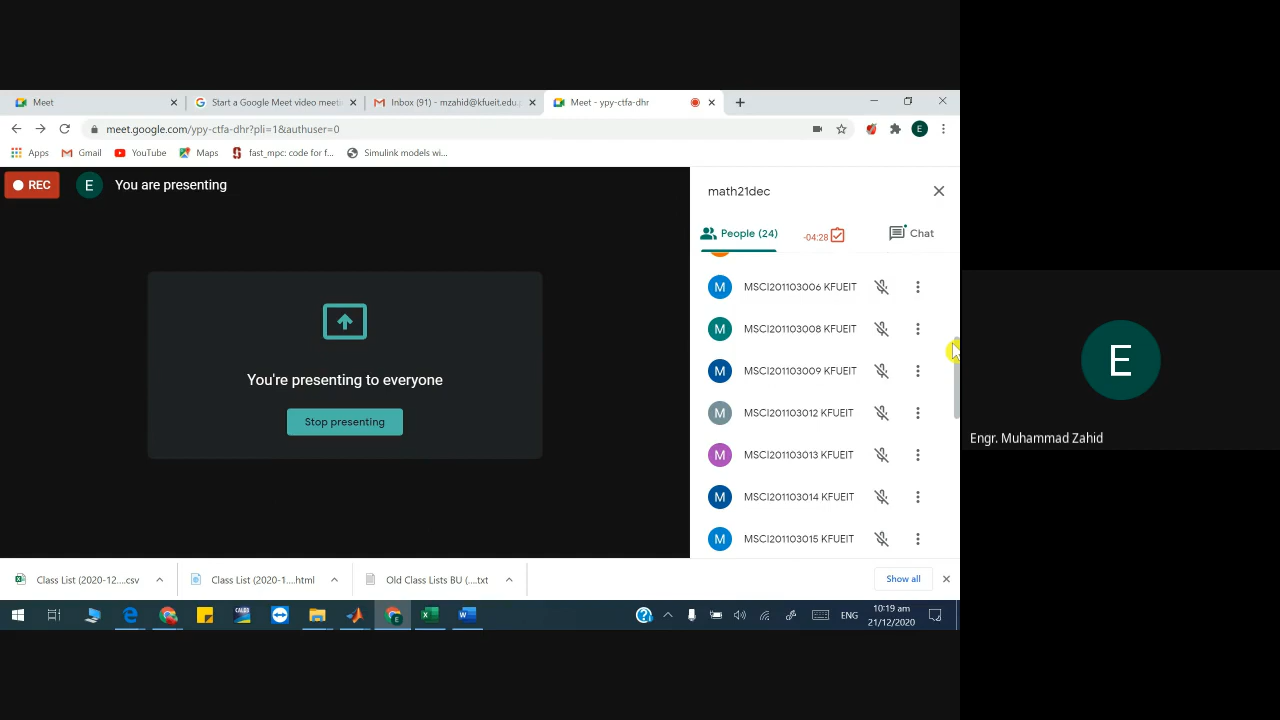 Meet
Start a Google Meet video meeti
Inbox (91) - mzahid@kfueit.edu.
Meet - ypy-ctfa-dhr
meet.google.com/ypy-ctfa-dhr?pli=1&authuser=0
E
Apps
Gmail
YouTube
Maps
fast_mpc: code for f...
Simulink models wi...
REC
E
You are presenting
math21dec
People (24)
-04:28
Chat
M
MSCI201103006 KFUEIT
M
MSCI201103008 KFUEIT
M
MSCI201103009 KFUEIT
M
MSCI201103012 KFUEIT
M
MSCI201103013 KFUEIT
M
MSCI201103014 KFUEIT
M
MSCI201103015 KFUEIT
You're presenting to everyone
Stop presenting
E
Engr. Muhammad Zahid
Class List (2020-12....csv
Class List (2020-1....html
Old Class Lists BU (....txt
Show all
ENG
10:19 am
21/12/2020